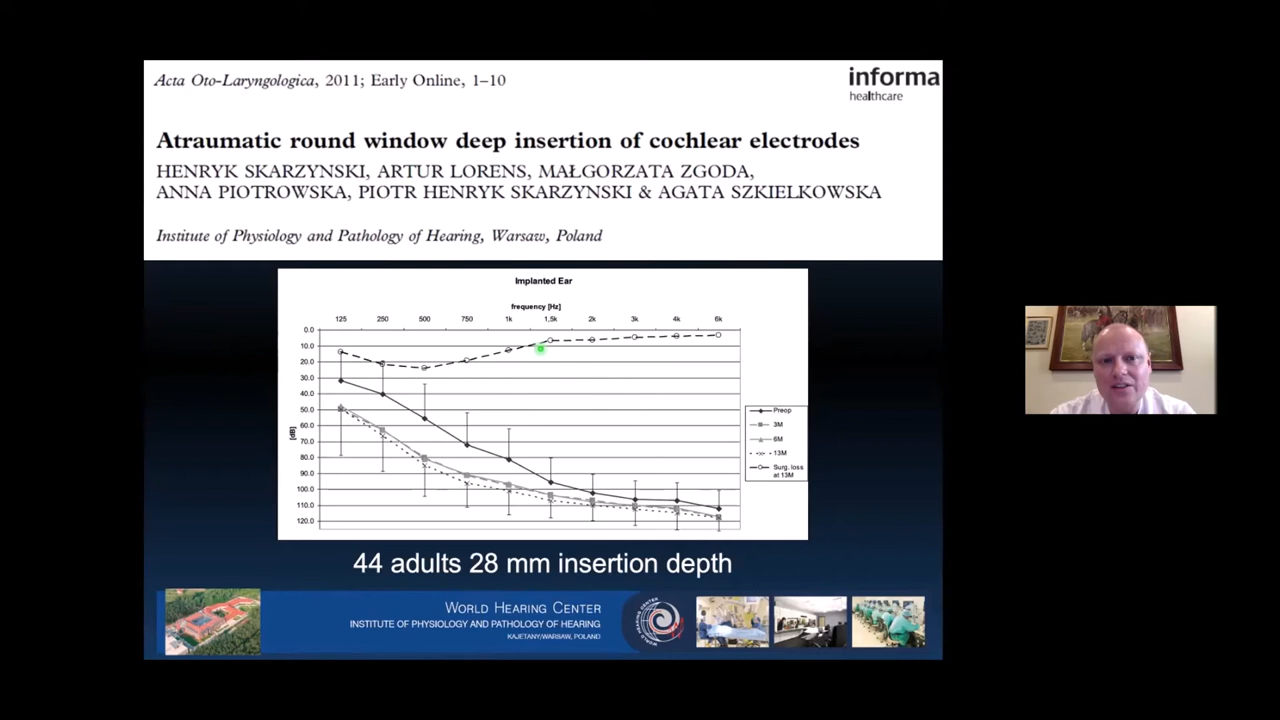 Acta Oto-Laryngologica, 2011; Early Online, 1–10
informa
healthcare
Atraumatic round window deep insertion of cochlear electrodes
HENRYK SKARZYNSKI, ARTUR LORENS, MAŁGORZATA ZGODA,
ANNA PIOTROWSKA, PIOTR HENRYK SKARZYNSKI & AGATA SZKIELKOWSKA
Institute of Physiology and Pathology of Hearing, Warsaw, Poland
Implanted Ear
frequency [Hz]
125 250 500 750 1k 1,5k 2k 3k 4k 6k
0.0
10.0
20.0
30.0
40.0
50.0
60.0
70.0
80.0
90.0
100.0
110.0
120.0
[dB]
Preop
3M
6M
13M
Surg. loss
at 13M
44 adults 28 mm insertion depth
WORLD HEARING CENTER
INSTITUTE OF PHYSIOLOGY AND PATHOLOGY OF HEARING
KAJETANY/WARSAW, POLAND
WORLD HEARING CENTER